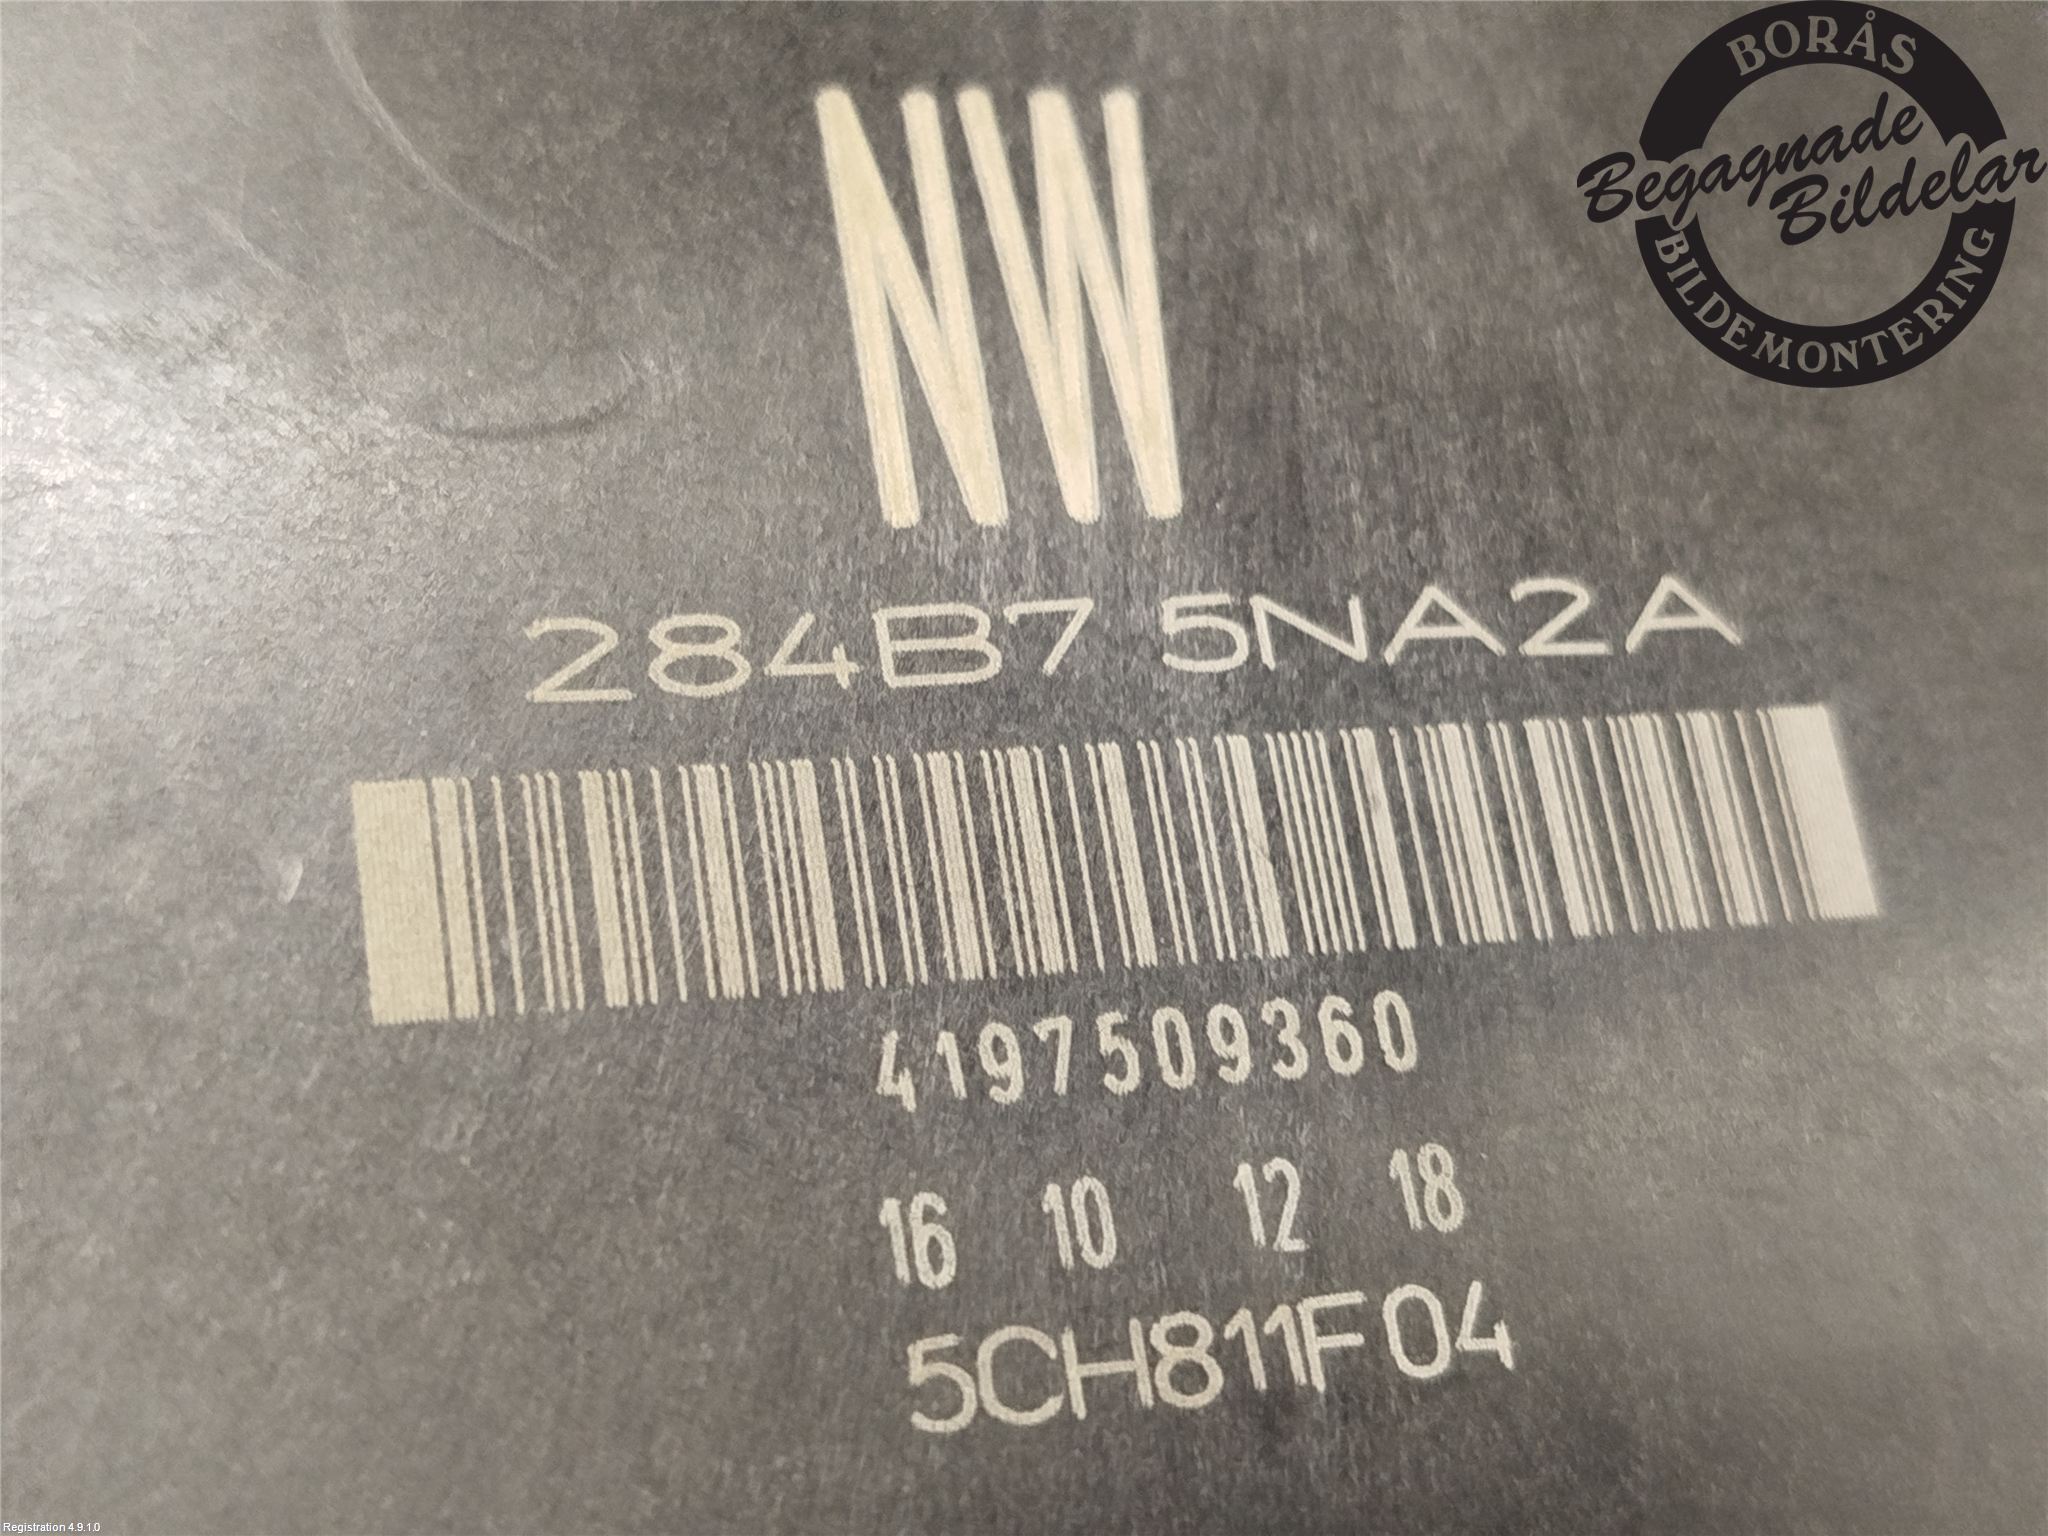 BORÅS
Begagnade
Bildelar
BILDEMONTERING
NW
284B7 5NA2A
4197509360
16 10 12 18
5CH811F04
Registration 4.9.1.0